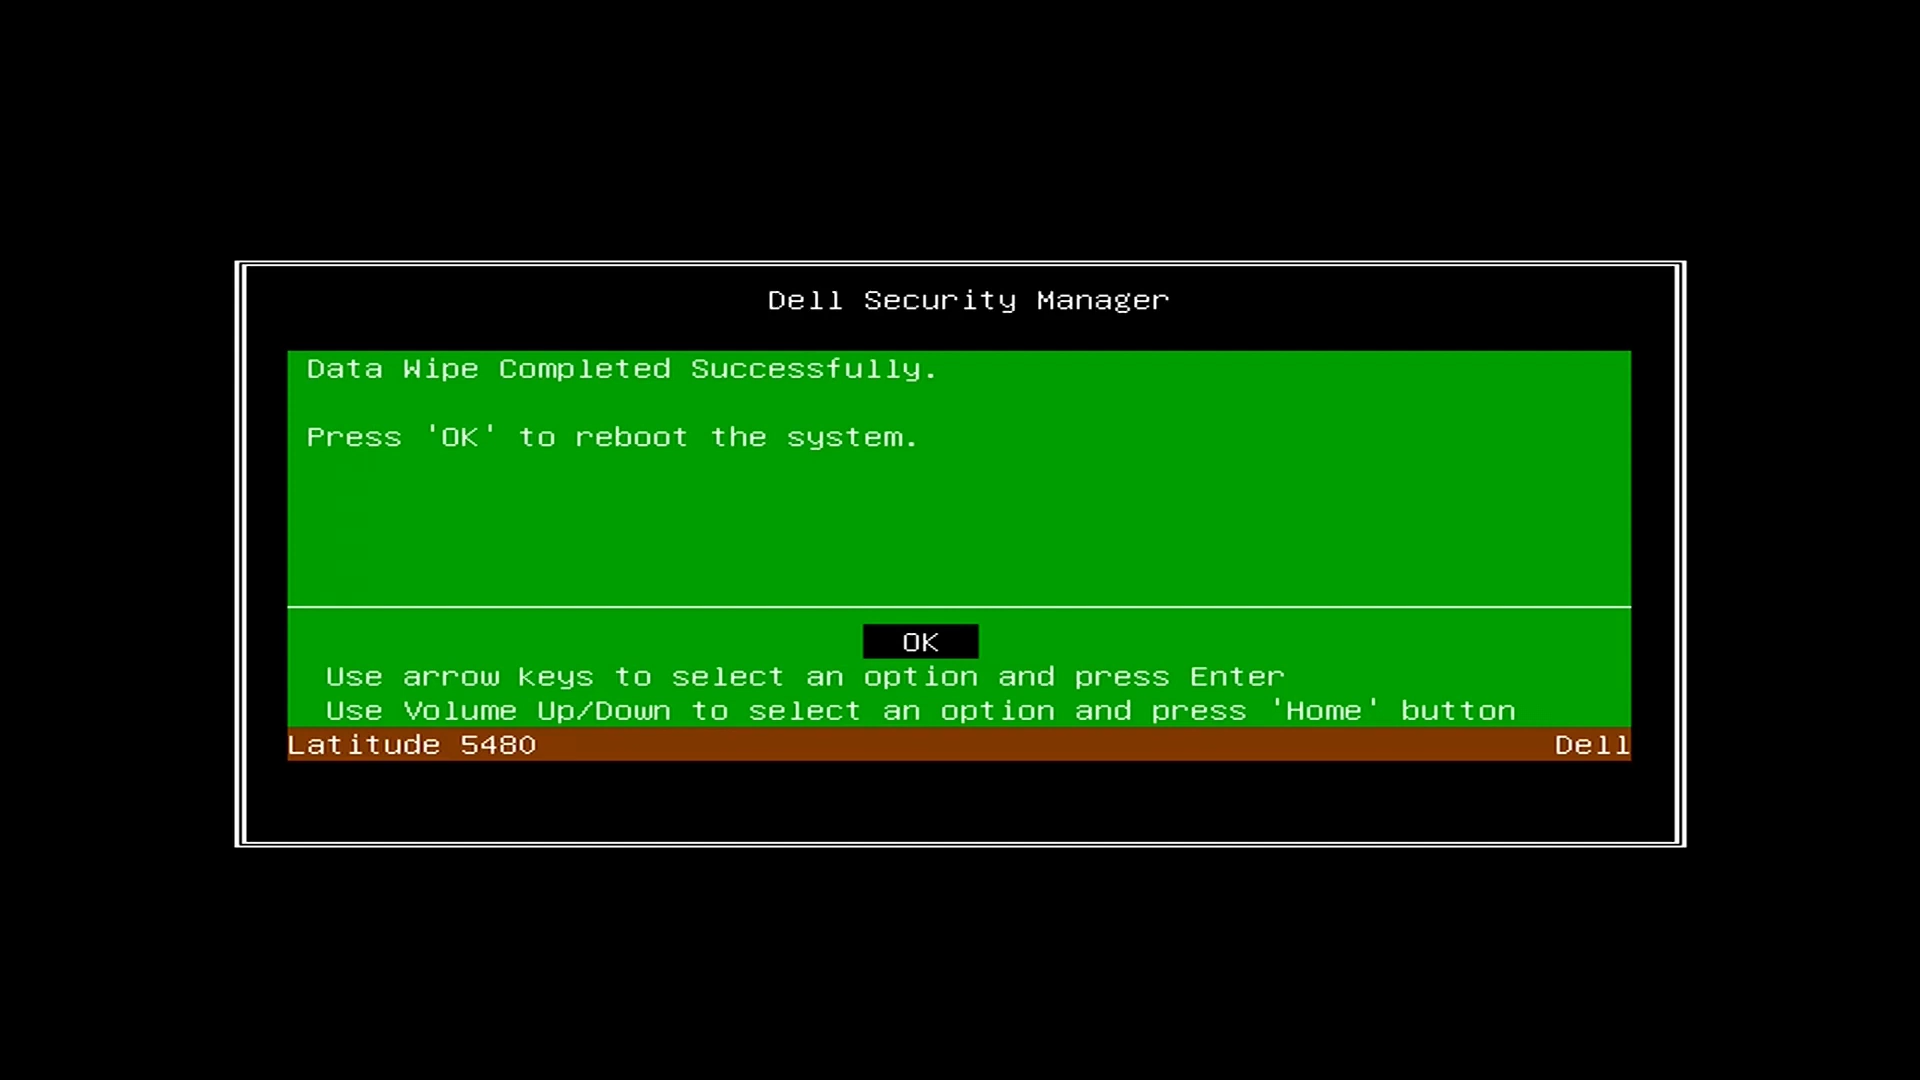 Dell Security Manager
Data Wipe Completed Successfully.
Press 'OK' to reboot the system.
OK
Use arrow keys to select an option and press Enter
Use Volume Up/Down to select an option and press 'Home' button
Latitude 5480 Dell